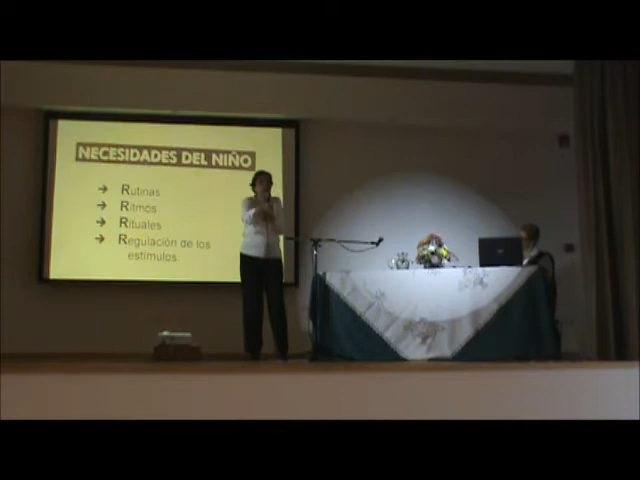 NECESIDADES DEL NIÑO
→ Rutinas
→ Ritmos
→ Rituales
→ Regulación de los
estímulos.